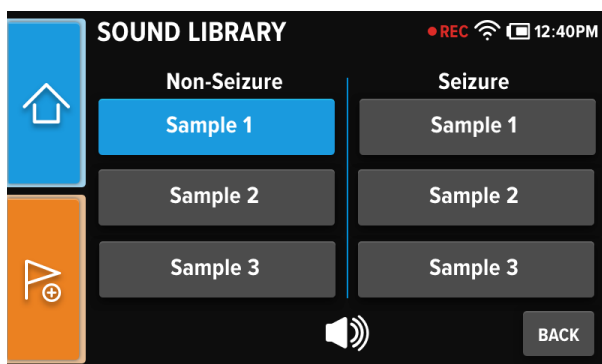 SOUND LIBRARY REC 12:40PM
Non-Seizure Seizure
Sample 1 Sample 1
Sample 2 Sample 2
Sample 3 Sample 3
BACK